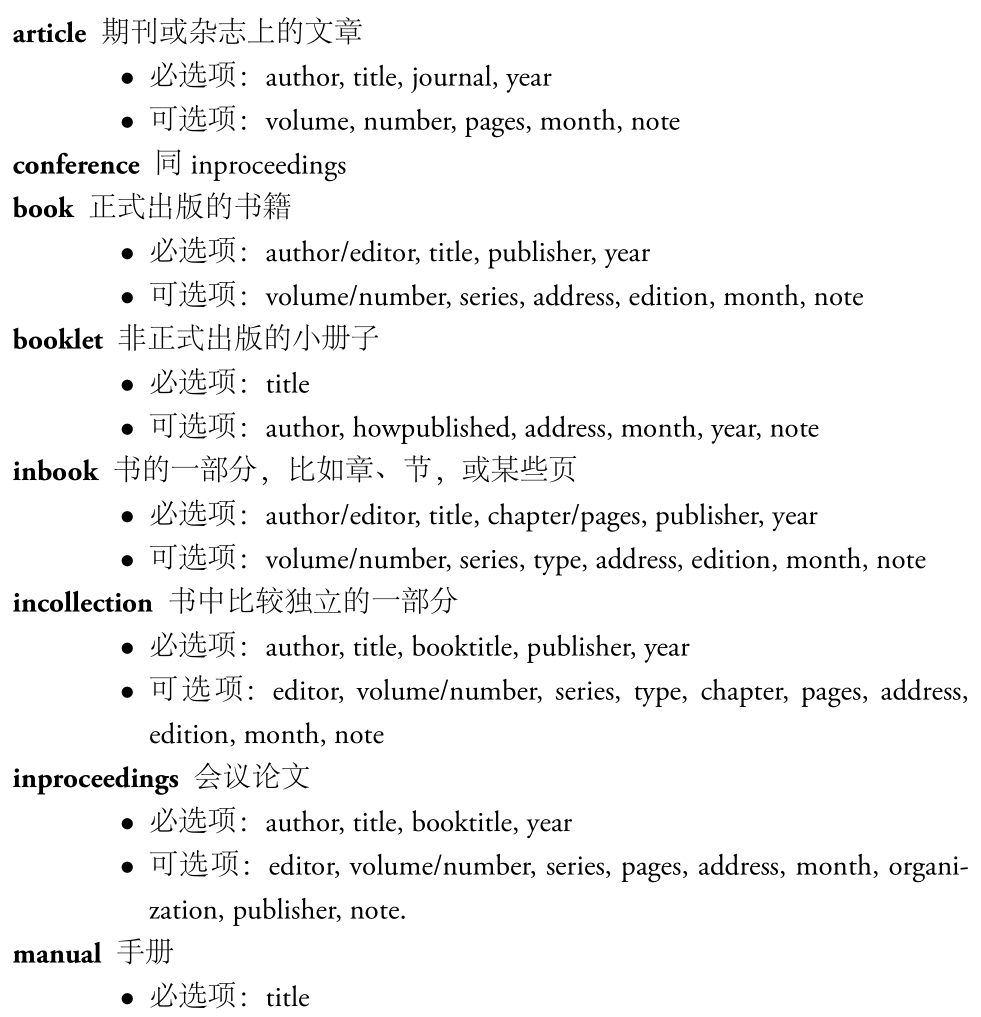 article 期刊或杂志上的文章
• 必选项：author, title, journal, year
• 可选项：volume, number, pages, month, note
conference 同 inproceedings
book 正式出版的书籍
• 必选项：author/editor, title, publisher, year
• 可选项：volume/number, series, address, edition, month, note
booklet 非正式出版的小册子
• 必选项：title
• 可选项：author, howpublished, address, month, year, note
inbook 书的一部分，比如章、节，或某些页
• 必选项：author/editor, title, chapter/pages, publisher, year
• 可选项：volume/number, series, type, address, edition, month, note
incollection 书中比较独立的一部分
• 必选项：author, title, booktitle, publisher, year
• 可选项：editor, volume/number, series, type, chapter, pages, address,
edition, month, note
inproceedings 会议论文
• 必选项：author, title, booktitle, year
• 可选项：editor, volume/number, series, pages, address, month, organi-
zation, publisher, note.
manual 手册
• 必选项：title